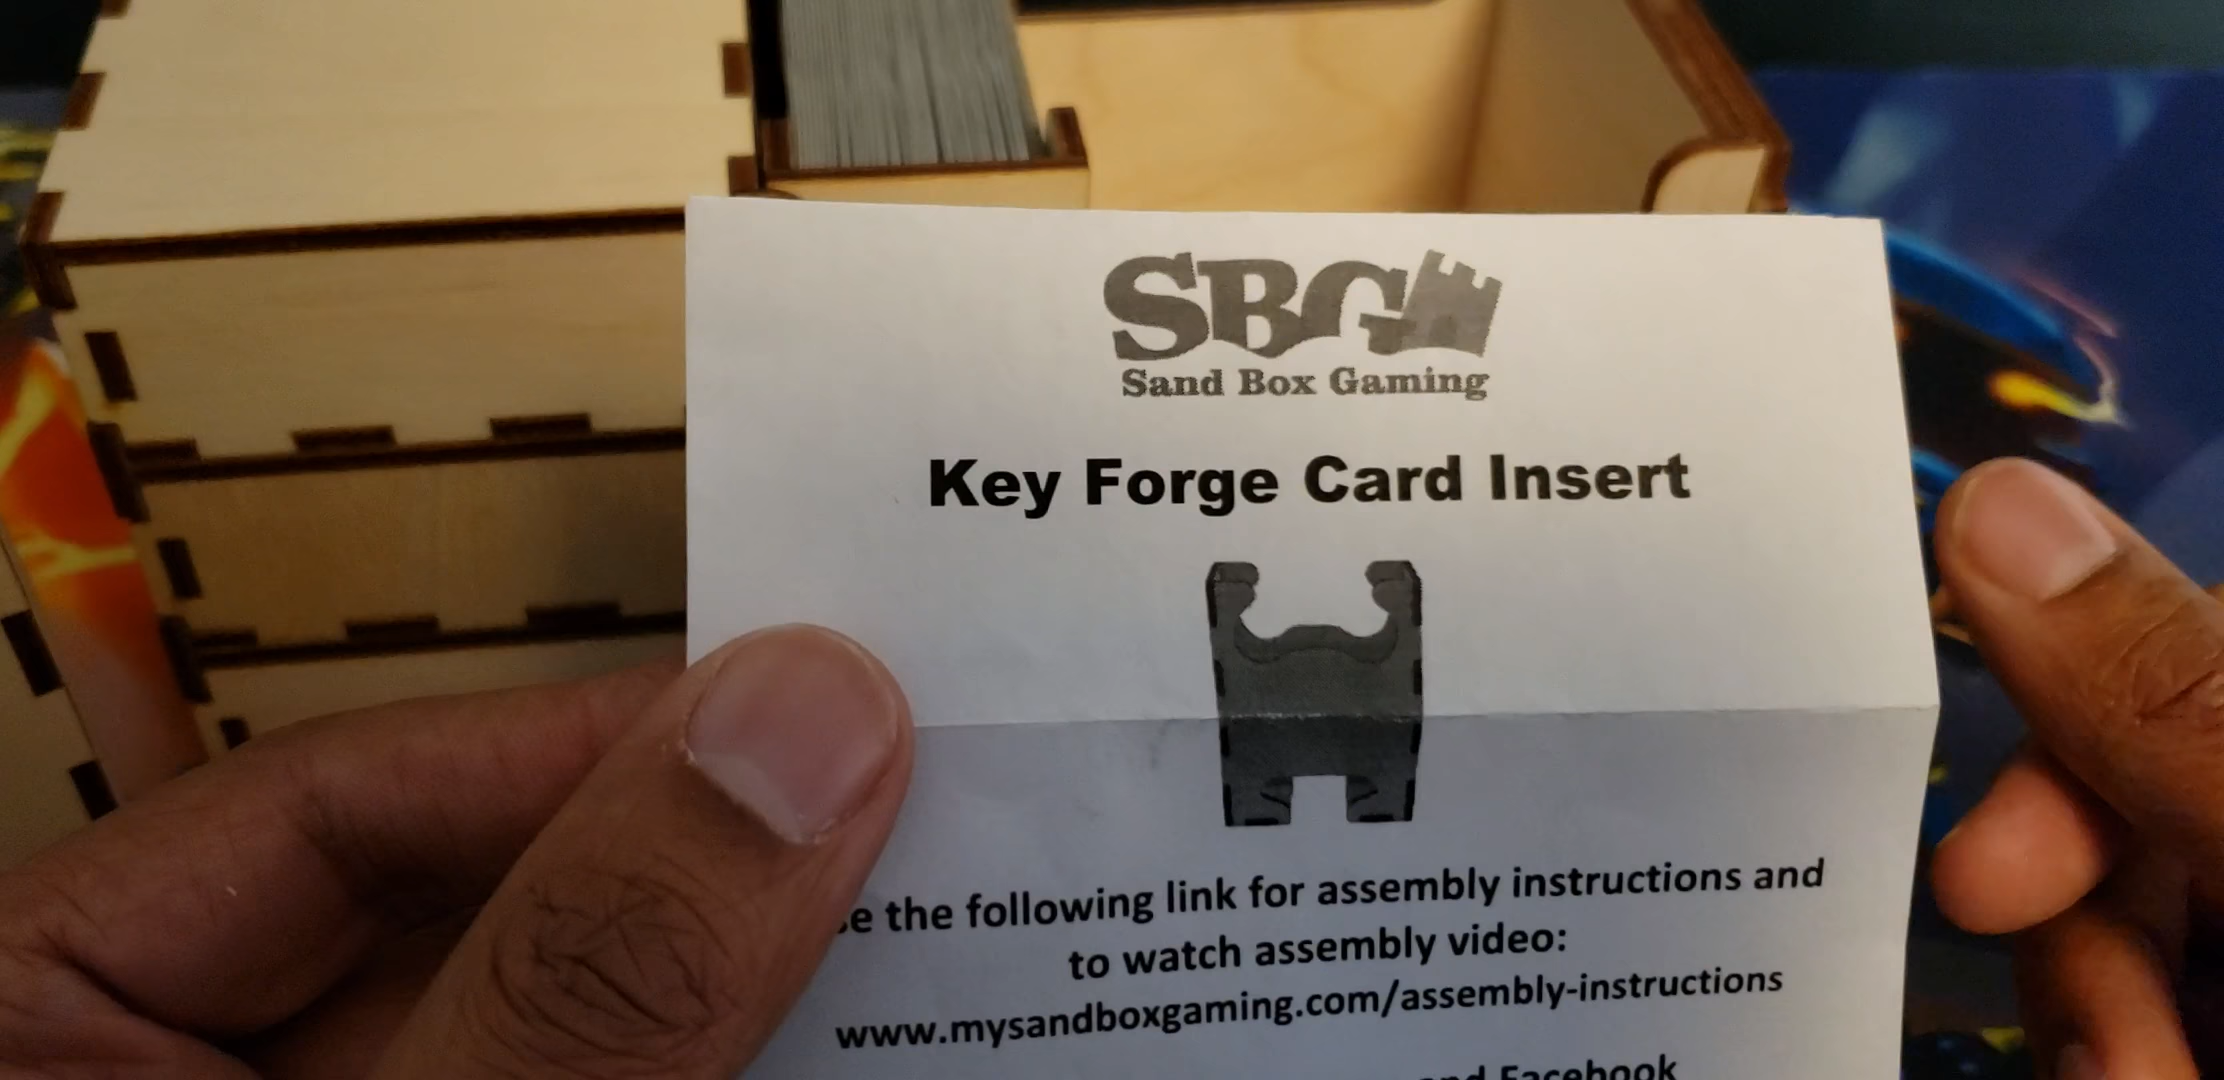 SBG
Sand Box Gaming
Key Forge Card Insert
the following link for assembly instructions and
to watch assembly video:
www.mysandboxgaming.com/assembly-instructions
Facebook